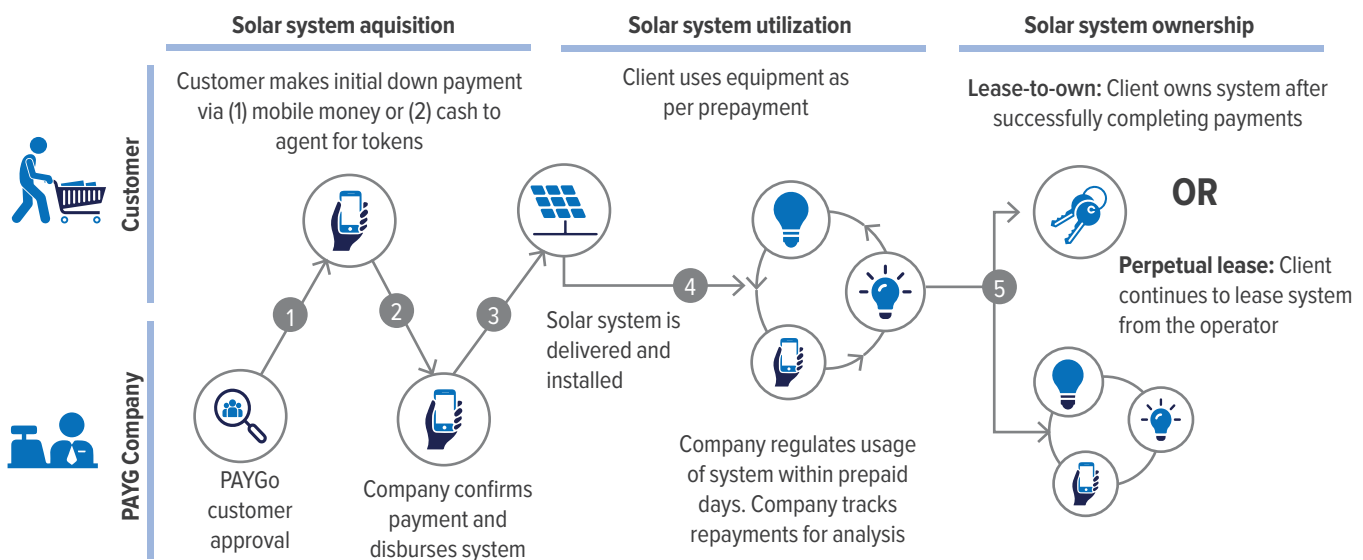 Solar system aquisition
Solar system utilization
Solar system ownership
Customer
PAYG Company
Customer makes initial down payment
via (1) mobile money or (2) cash to
agent for tokens
Client uses equipment as
per prepayment
Lease-to-own: Client owns system after
successfully completing payments
OR
Perpetual lease: Client
continues to lease system
from the operator
1
2
3
4
5
Solar system is
delivered and
installed
PAYGo
customer
approval
Company confirms
payment and
disburses system
Company regulates usage
of system within prepaid
days. Company tracks
repayments for analysis